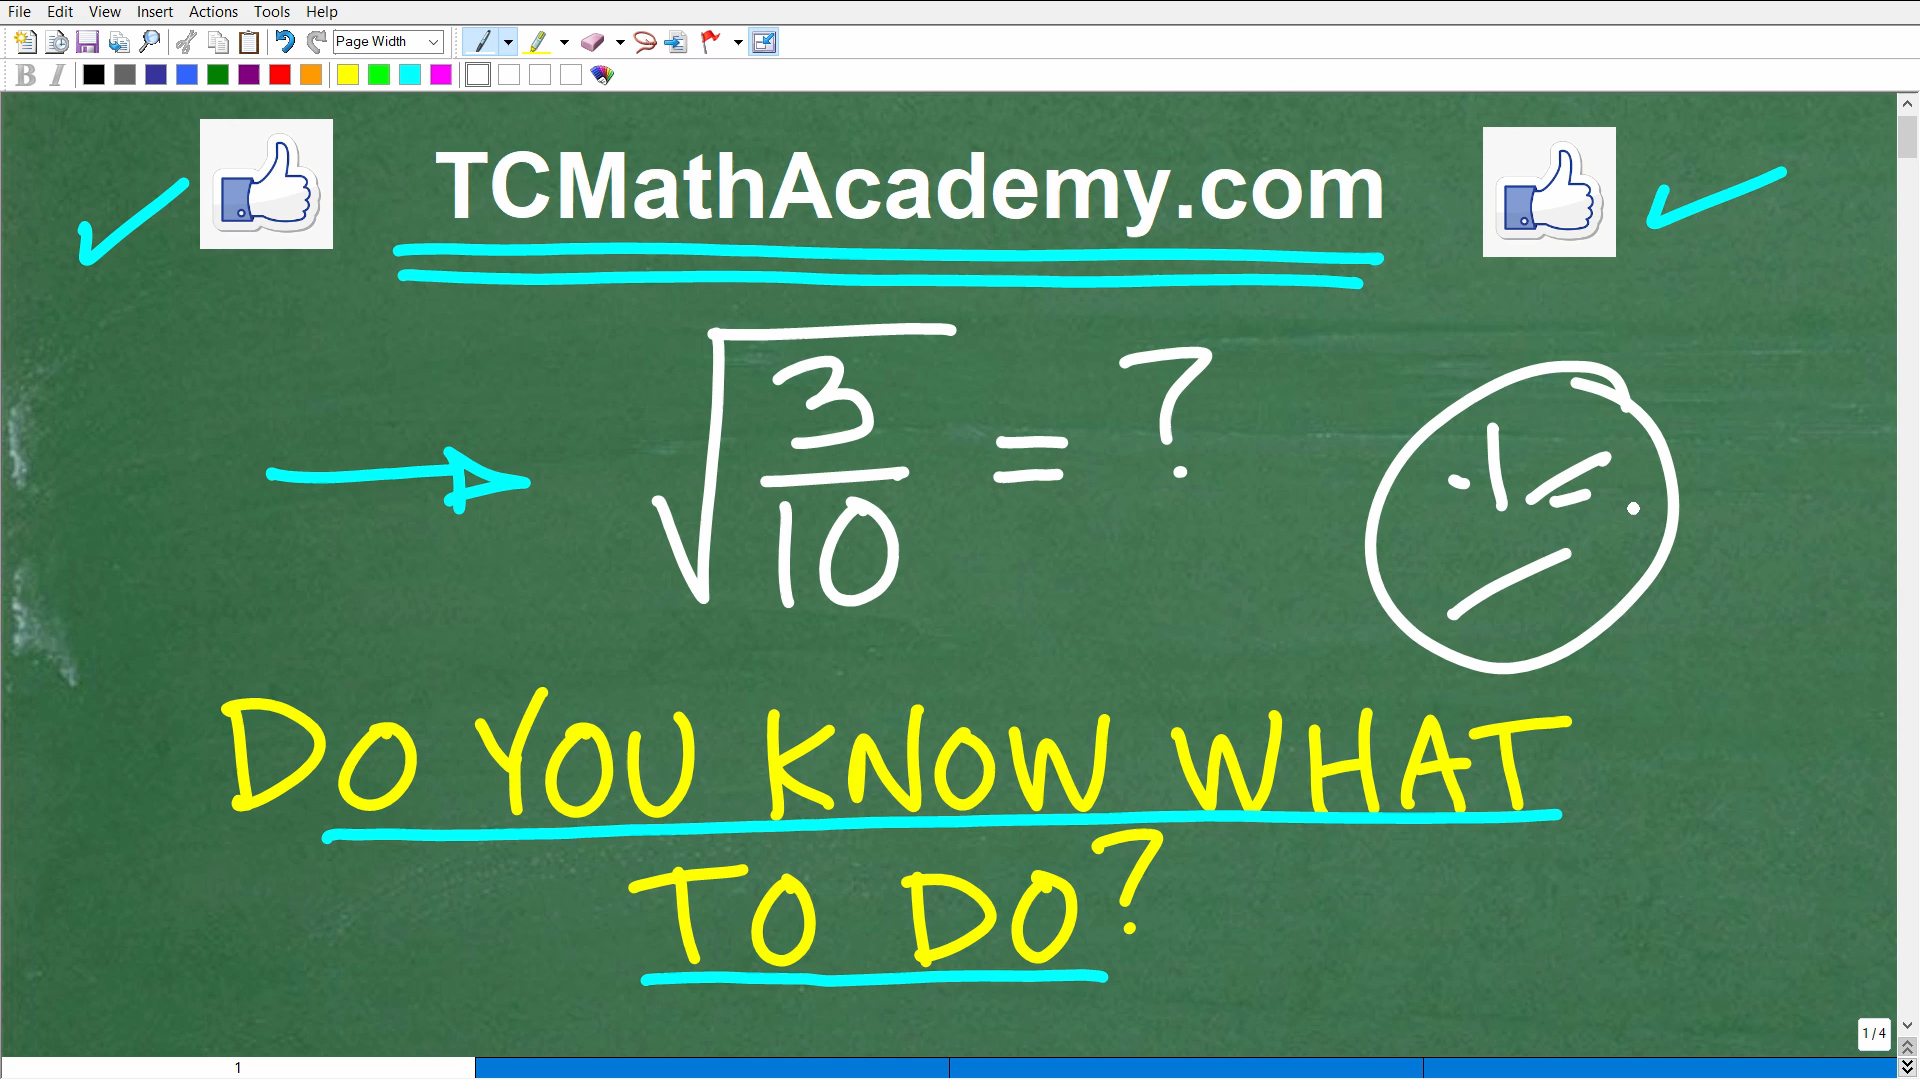 File Edit View Insert Actions Tools Help
Page Width
B I
TCMathAcademy.com
√(3/10) = ?
DO YOU KNOW WHAT
TO DO?
1 / 4
1